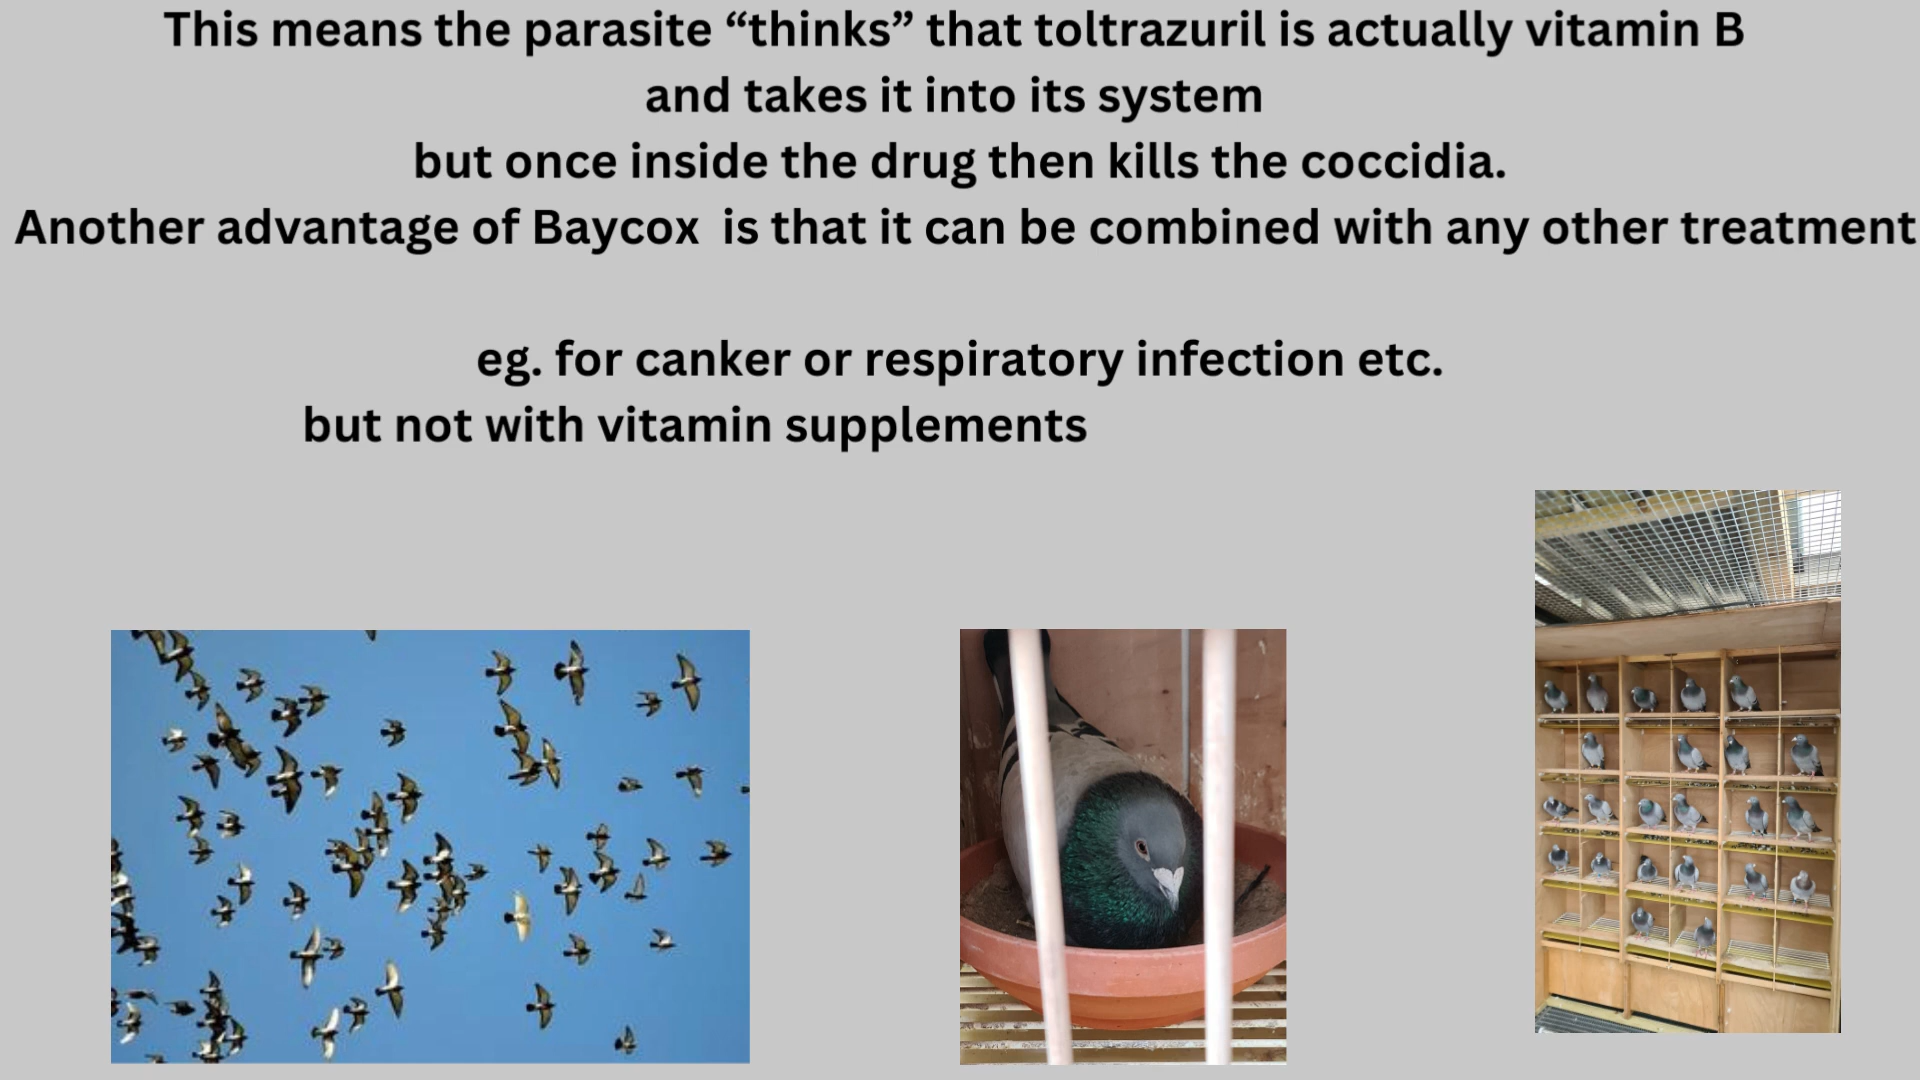 This means the parasite “thinks” that toltrazuril is actually vitamin B
and takes it into its system
but once inside the drug then kills the coccidia.
Another advantage of Baycox  is that it can be combined with any other treatment
eg. for canker or respiratory infection etc.
but not with vitamin supplements